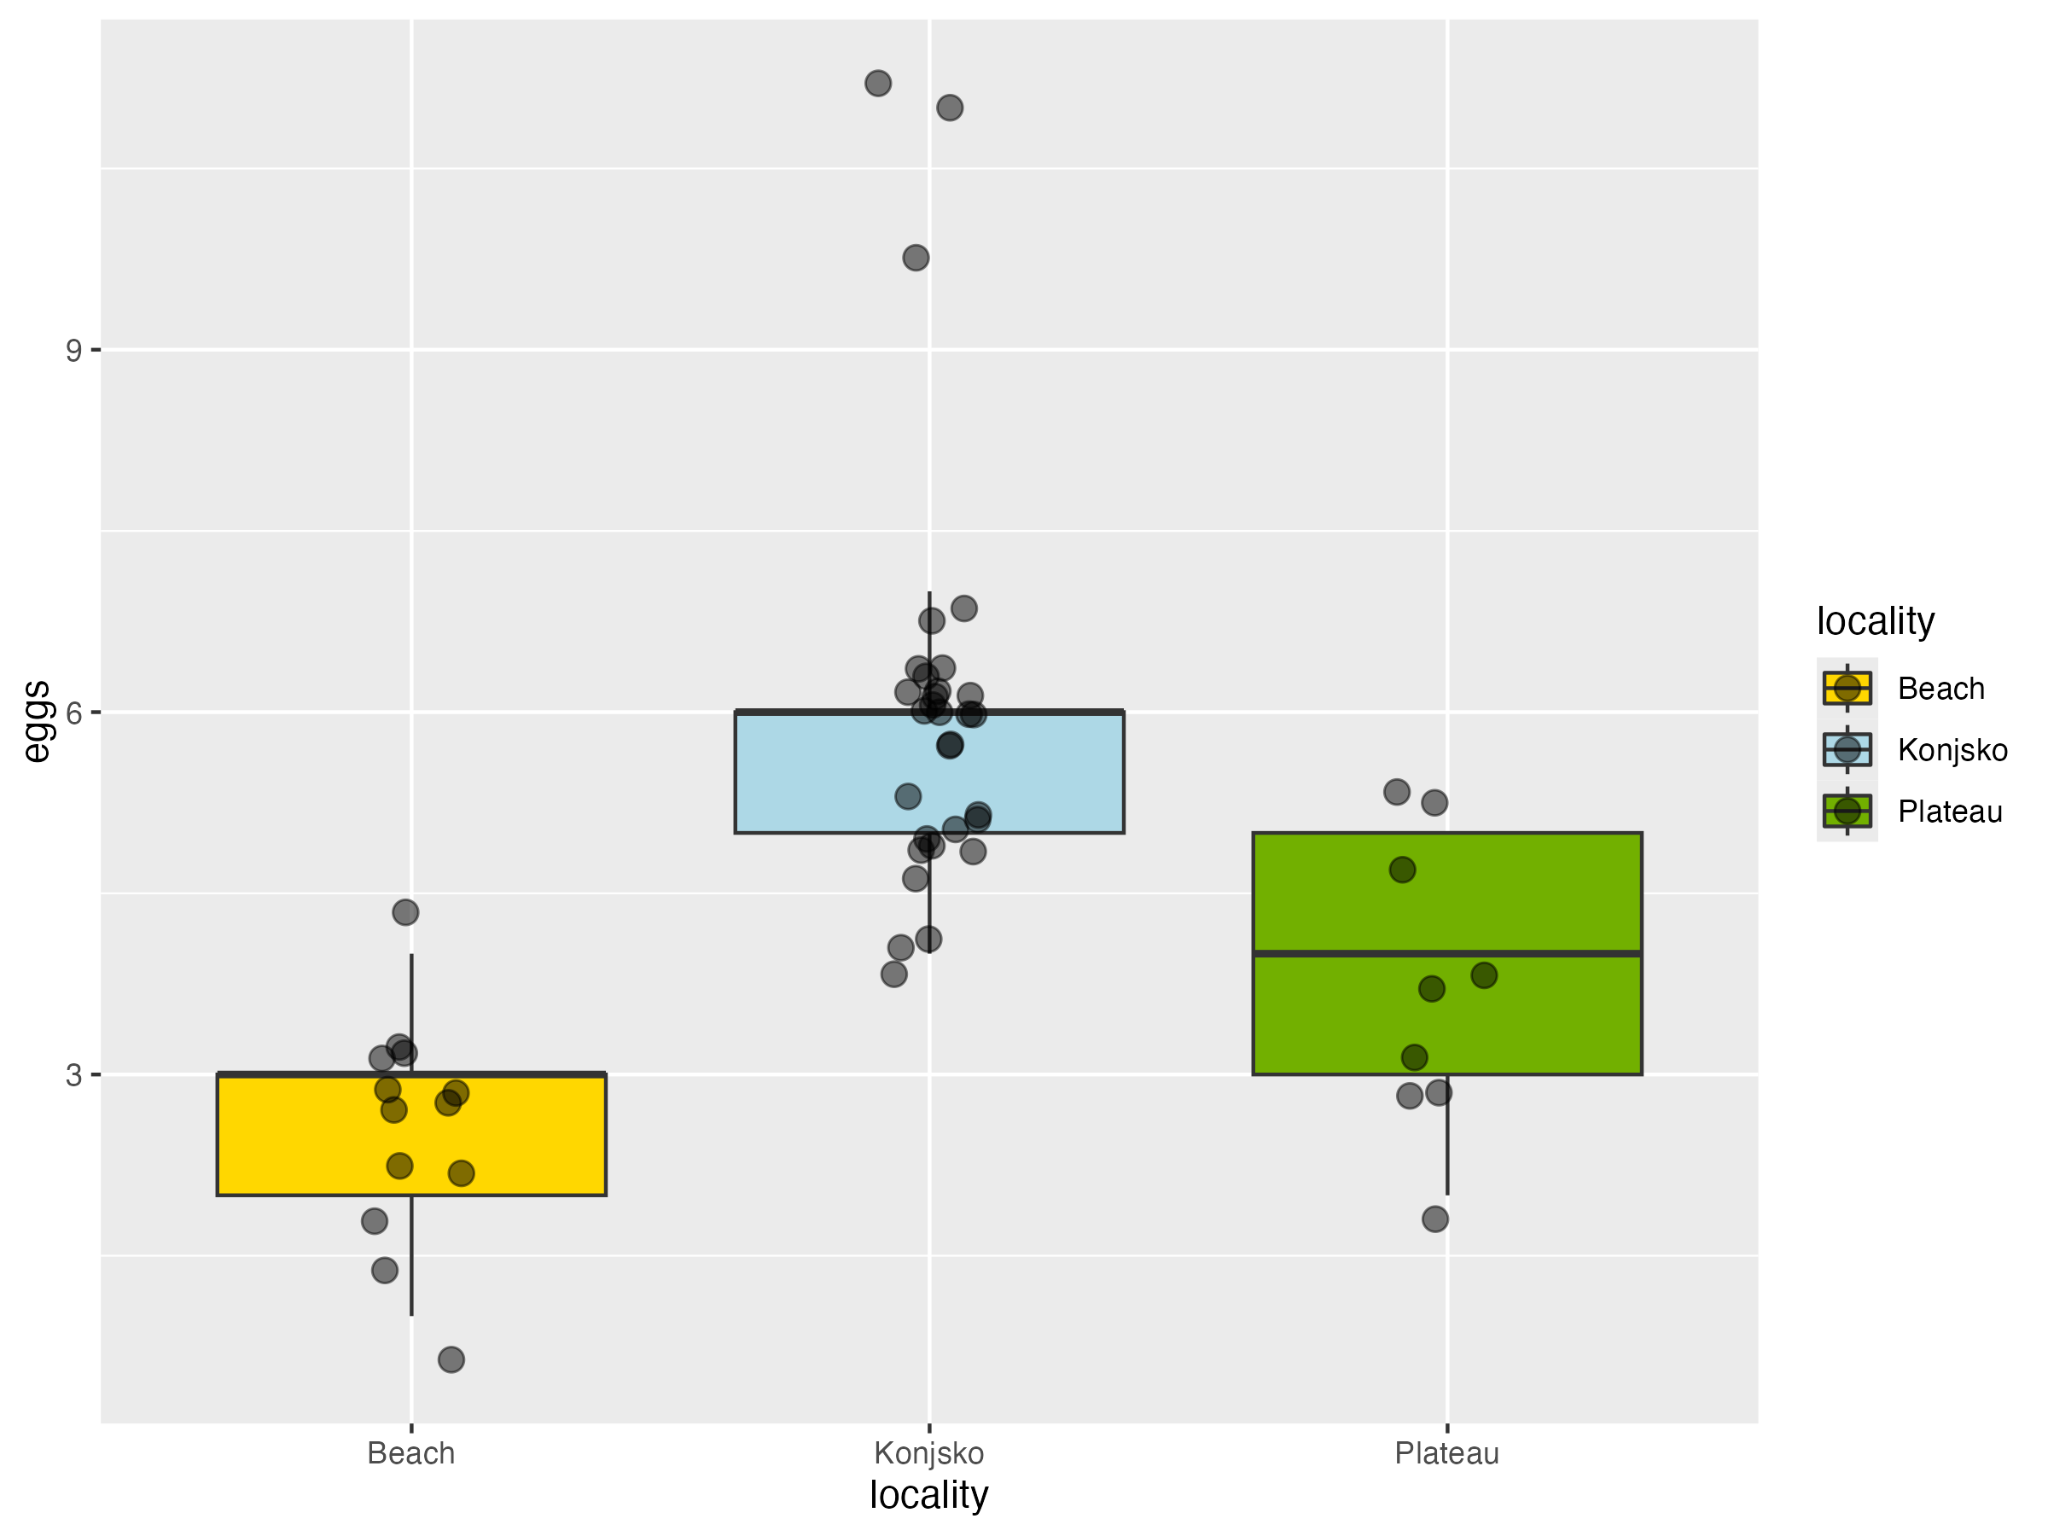 eggs
9
6
3
Beach
Konjsko
Plateau
locality
locality
Beach
Konjsko
Plateau